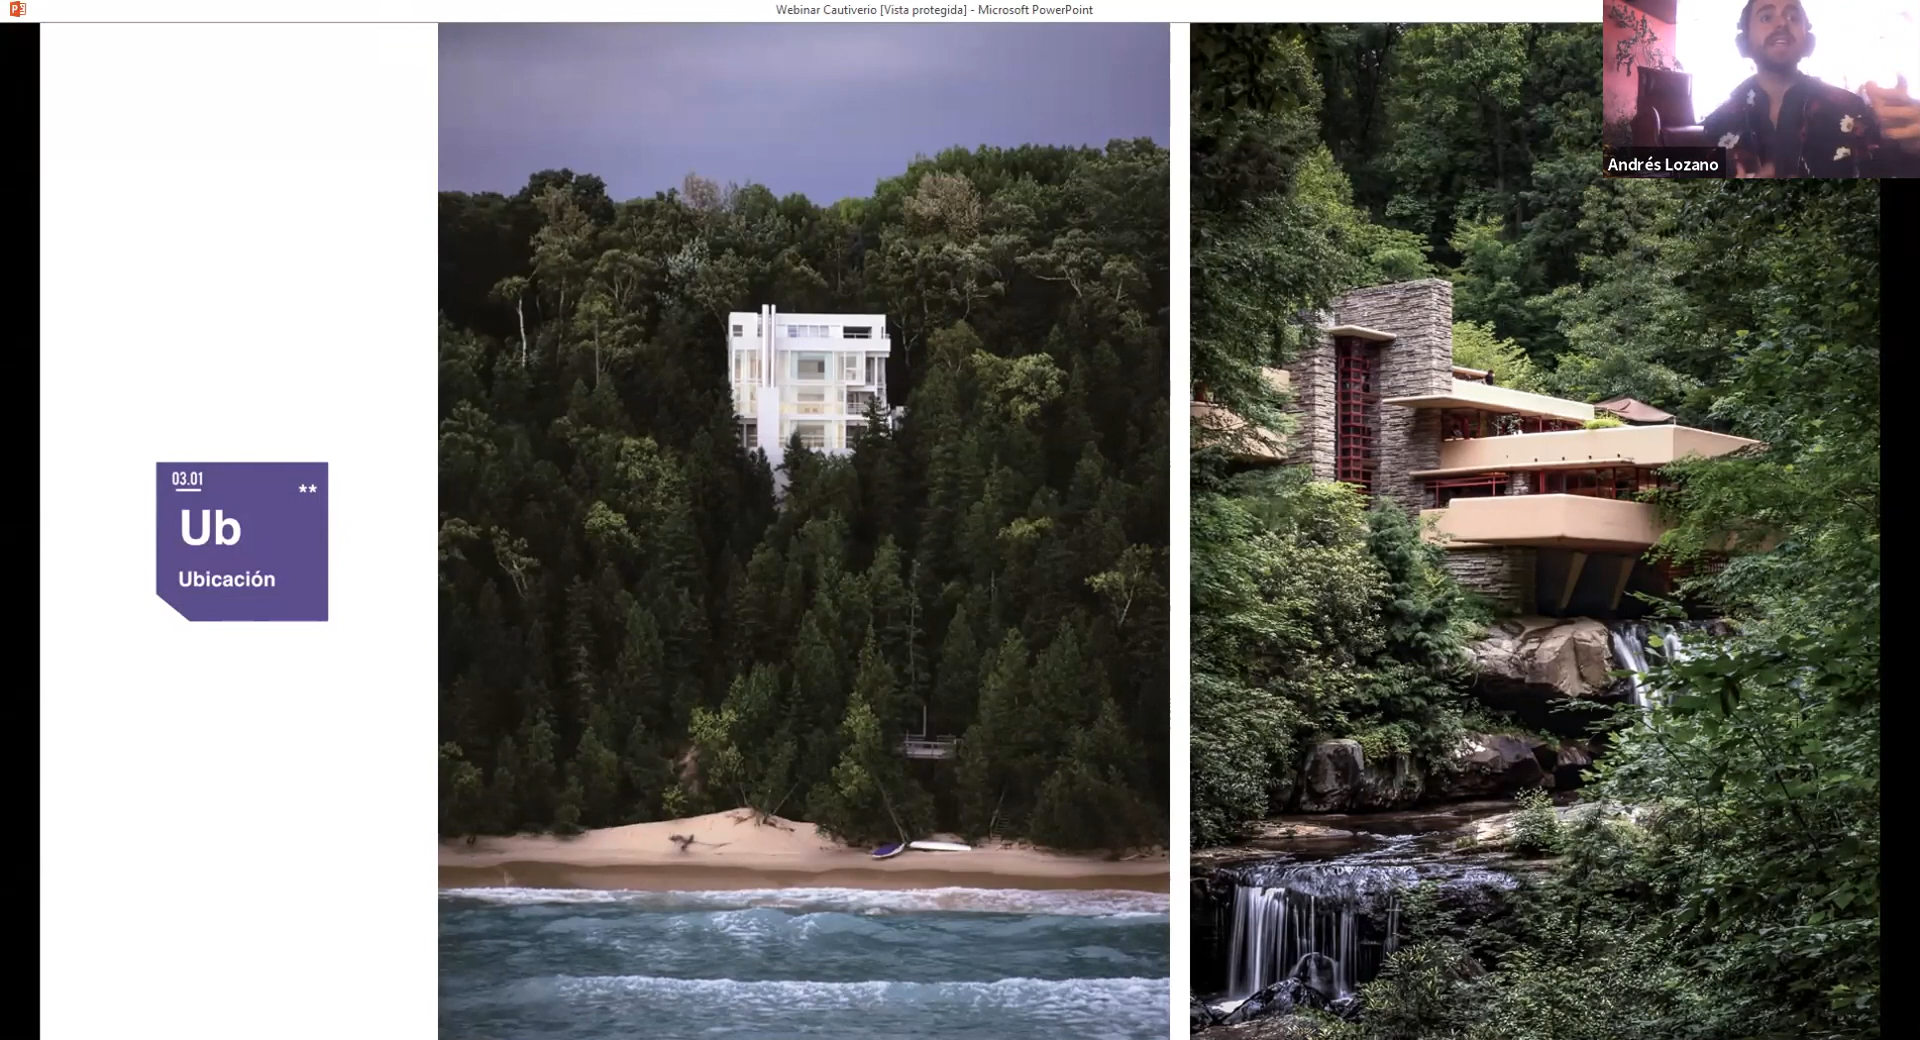 Webinar Cautiverio [Vista protegida] - Microsoft PowerPoint
Andrés Lozano
03.01
**
Ub
Ubicación